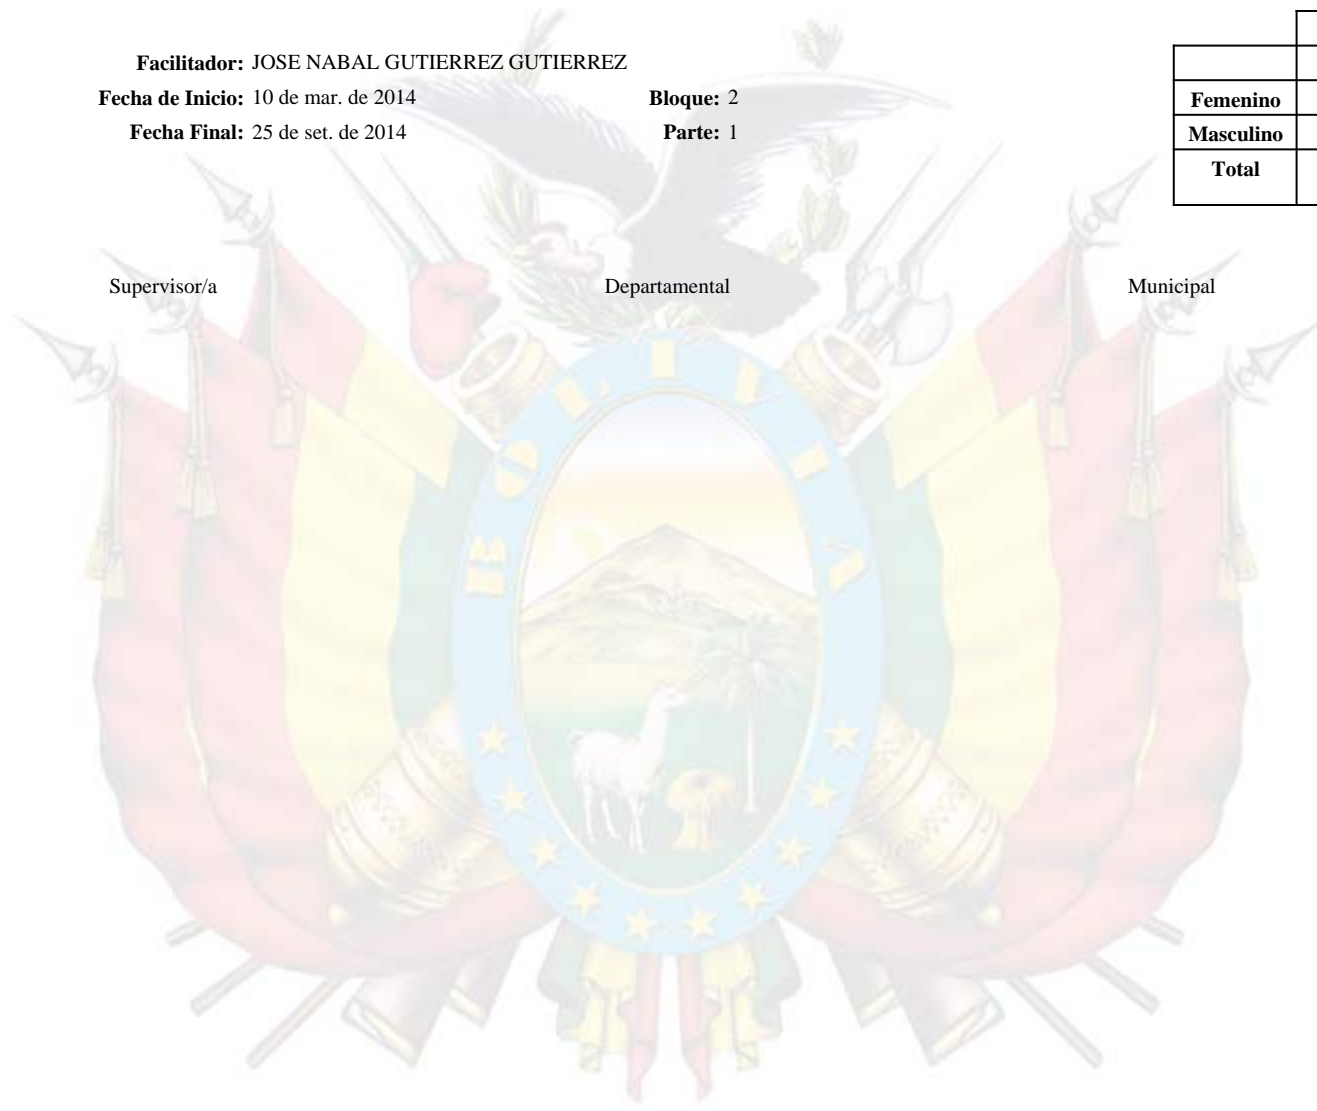 Facilitador: JOSE NABAL GUTIERREZ GUTIERREZ
Fecha de Inicio: 10 de mar. de 2014 Bloque: 2
Fecha Final: 25 de set. de 2014 Parte: 1
Femenino
Masculino
Total
Supervisor/a Departamental Municipal
BOLIVIA